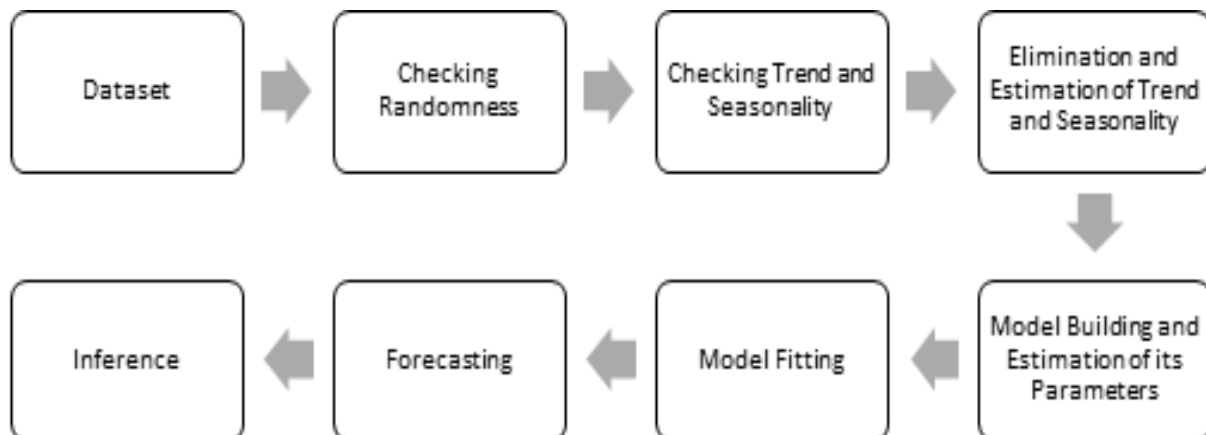 Dataset
Checking
Randomness
Checking Trend and
Seasonality
Elimination and
Estimation of Trend
and Seasonality
Model Building and
Estimation of its
Parameters
Model Fitting
Forecasting
Inference